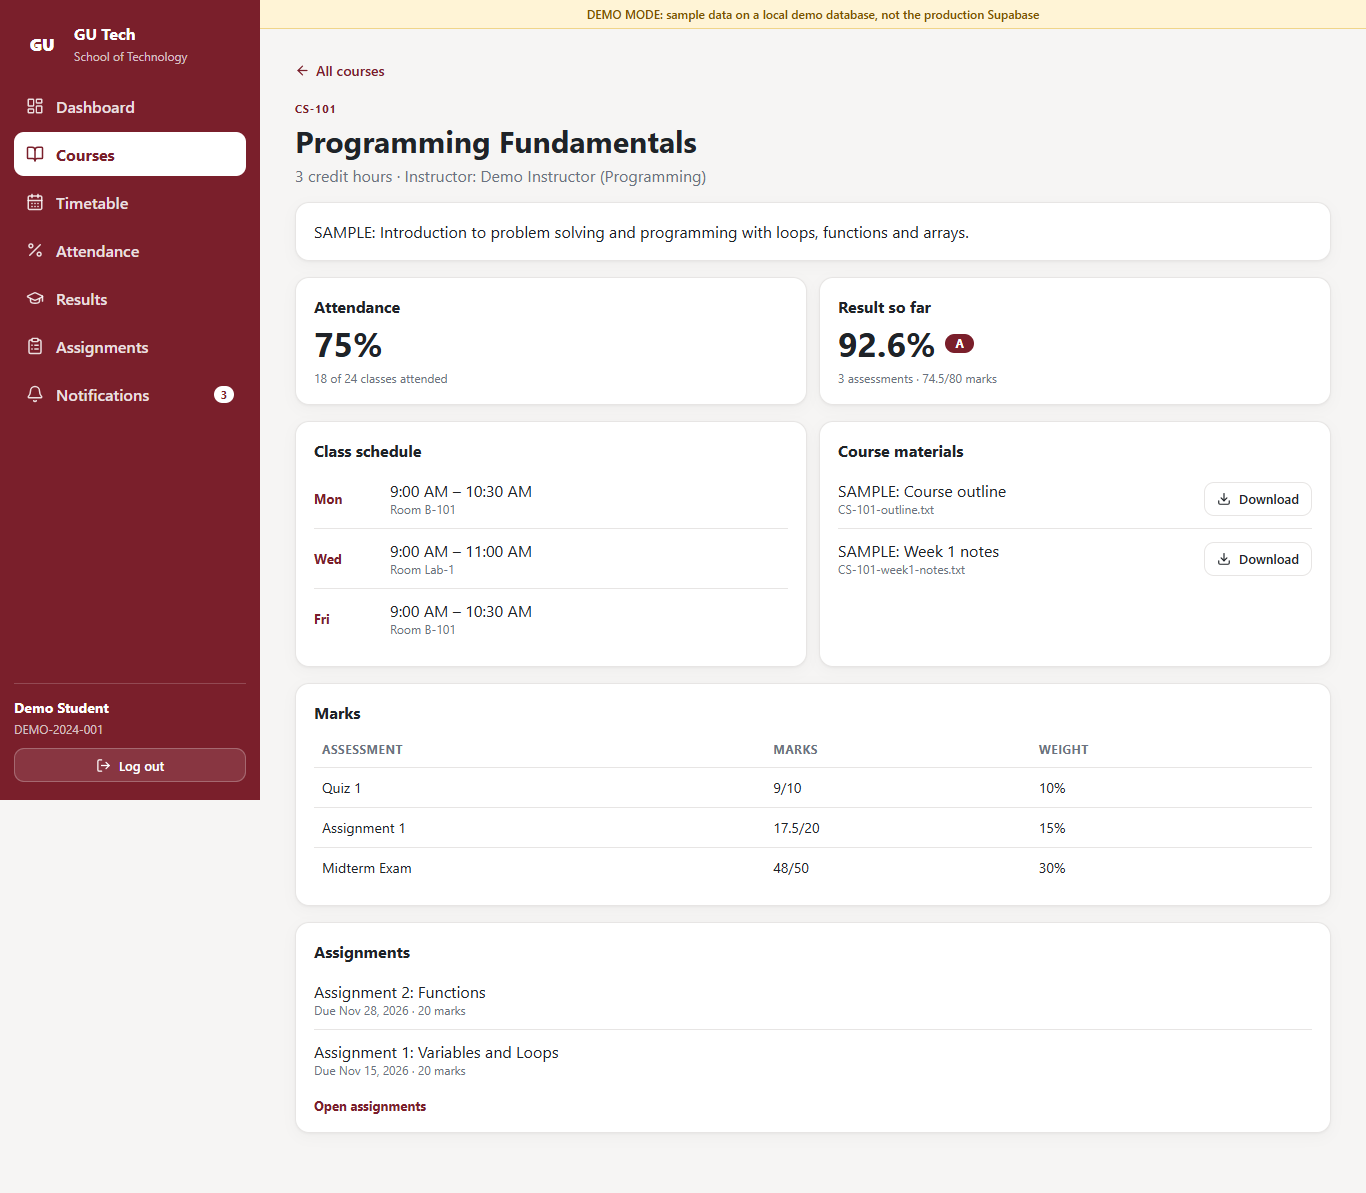 DEMO MODE: sample data on a local demo database, not the production Supabase
GU
GU Tech
School of Technology
Dashboard
Courses
Timetable
Attendance
Results
Assignments
Notifications
3
Demo Student
DEMO-2024-001
Log out
All courses
CS-101
Programming Fundamentals
3 credit hours · Instructor: Demo Instructor (Programming)
SAMPLE: Introduction to problem solving and programming with loops, functions and arrays.
Attendance
75%
18 of 24 classes attended
Result so far
92.6% A
3 assessments · 74.5/80 marks
Class schedule
Mon
9:00 AM – 10:30 AM
Room B-101
Wed
9:00 AM – 11:00 AM
Room Lab-1
Fri
9:00 AM – 10:30 AM
Room B-101
Course materials
SAMPLE: Course outline
CS-101-outline.txt
Download
SAMPLE: Week 1 notes
CS-101-week1-notes.txt
Download
Marks
ASSESSMENT MARKS WEIGHT
Quiz 1 9/10 10%
Assignment 1 17.5/20 15%
Midterm Exam 48/50 30%
Assignments
Assignment 2: Functions
Due Nov 28, 2026 · 20 marks
Assignment 1: Variables and Loops
Due Nov 15, 2026 · 20 marks
Open assignments